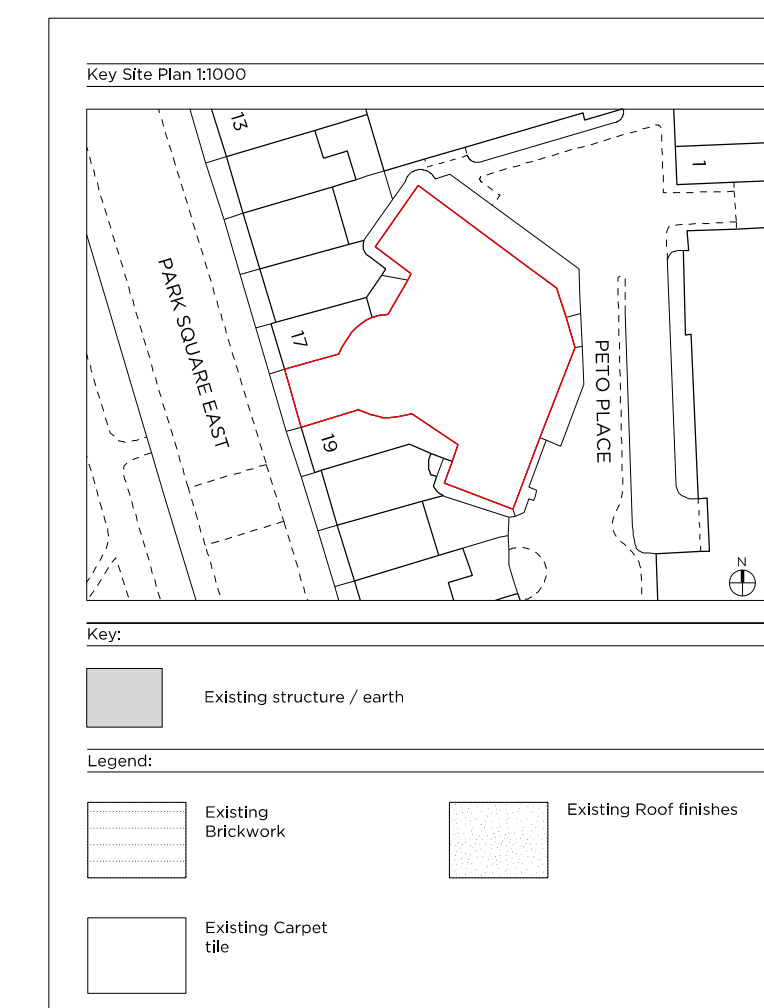 Key Site Plan 1:1000
13
1
PARK SQUARE EAST
17
PETO PLACE
19
N
Key:
Existing structure / earth
Legend:
Existing
Brickwork
Existing Roof finishes
Existing Carpet
tile